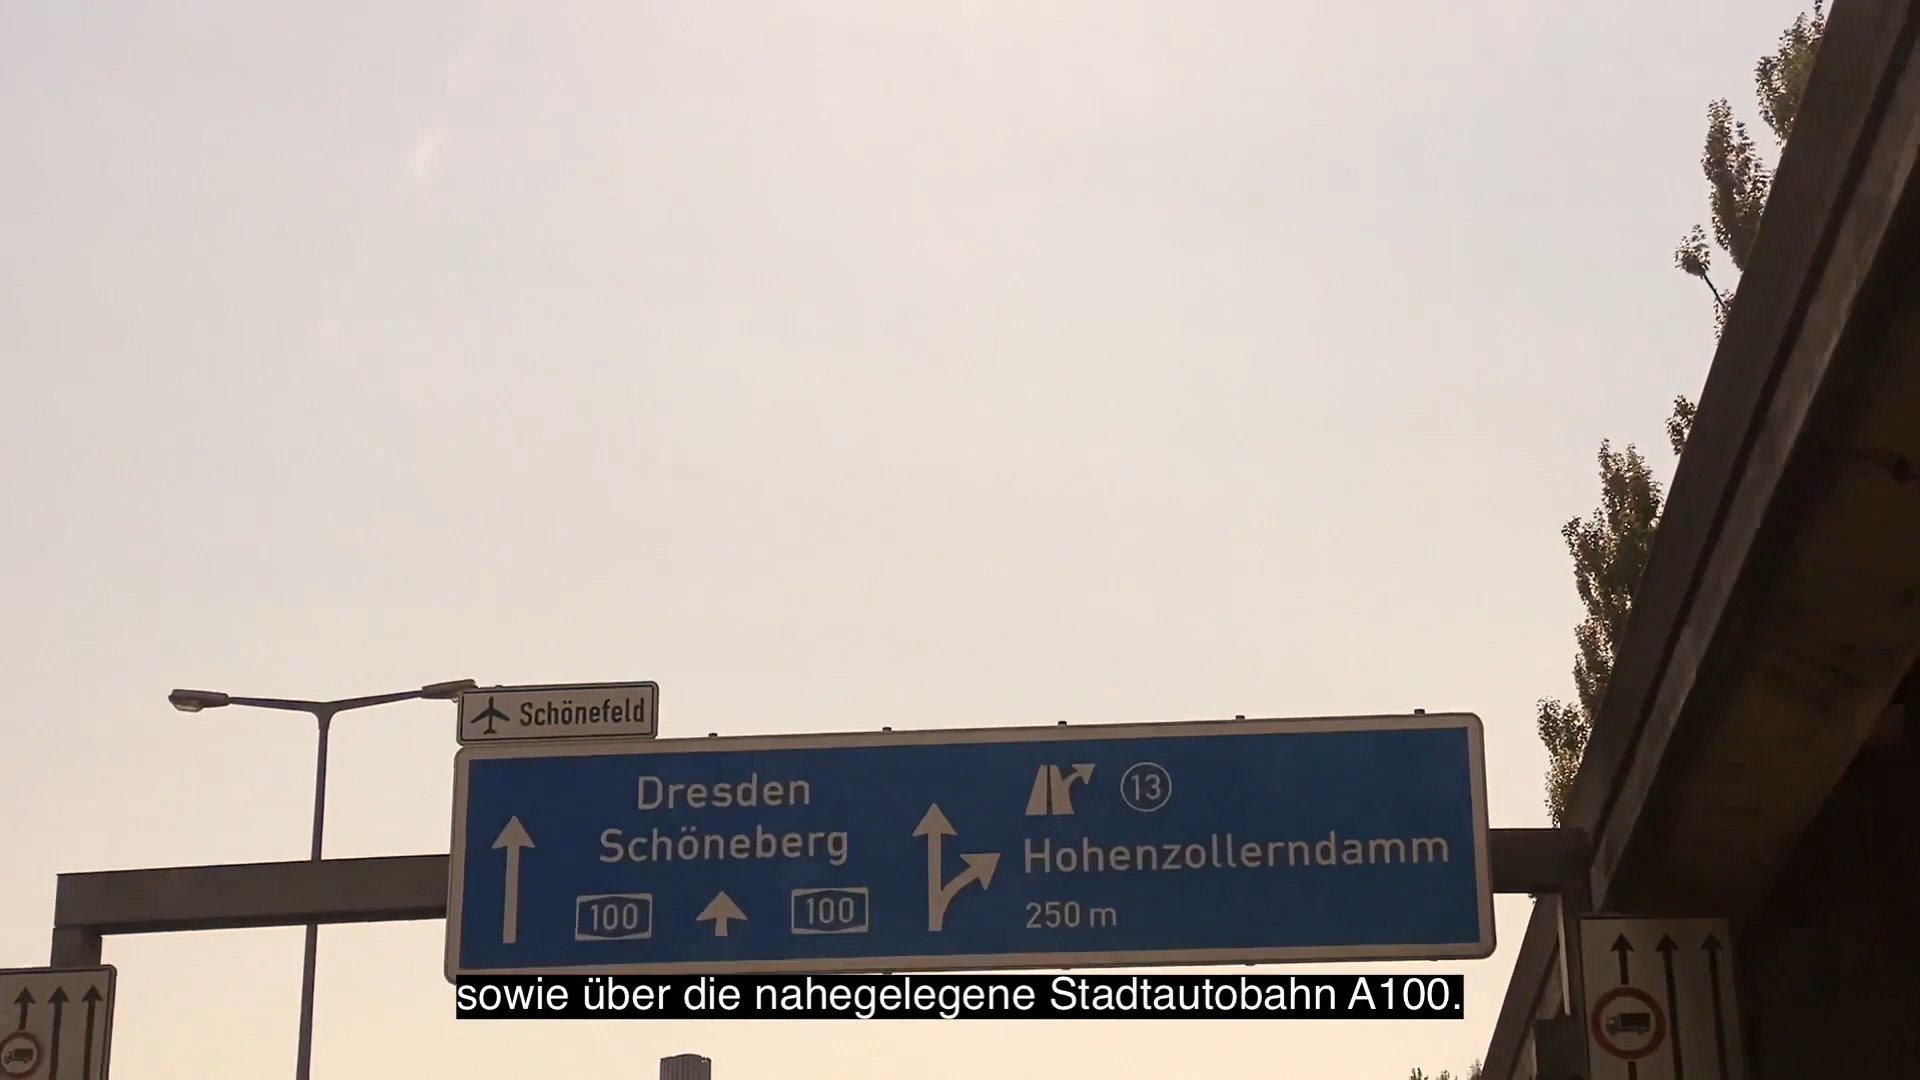 Schönefeld
Dresden
Schöneberg
100
100
13
Hohenzollerndamm
250 m
sowie über die nahegelegene Stadtautobahn A100.